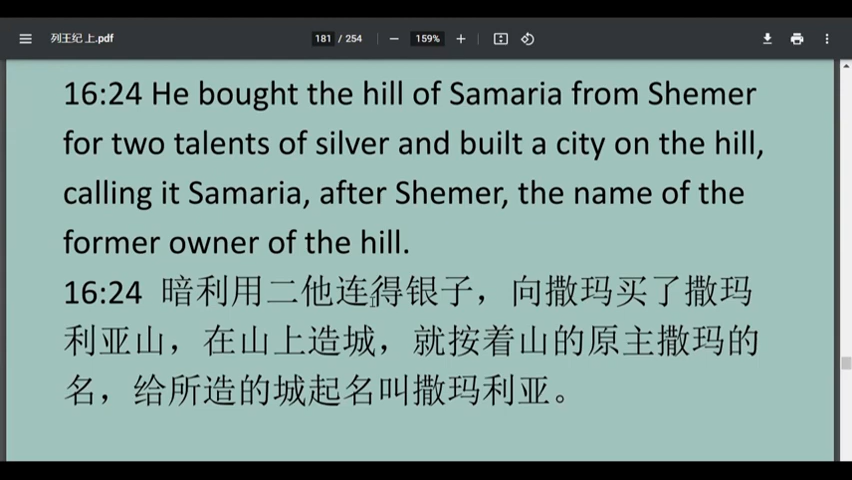 列王纪 上.pdf
181 / 254
159%
16:24 He bought the hill of Samaria from Shemer
for two talents of silver and built a city on the hill,
calling it Samaria, after Shemer, the name of the
former owner of the hill.
16:24 暗利用二他连得银子，向撒玛买了撒玛
利亚山，在山上造城，就按着山的原主撒玛的
名，给所造的城起名叫撒玛利亚。